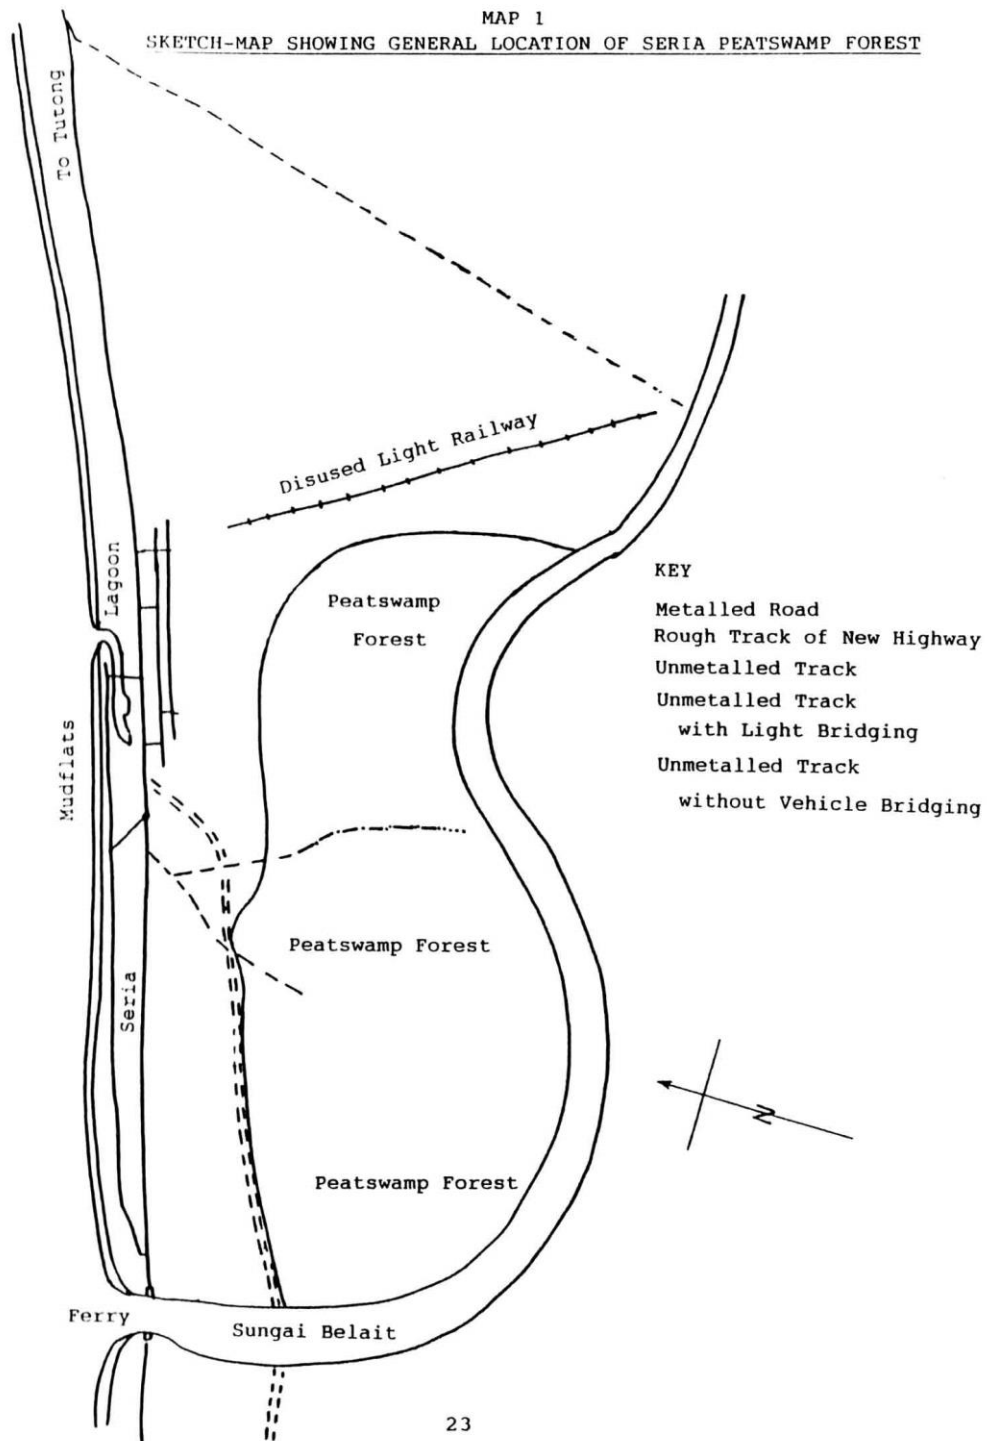 MAP 1
SKETCH-MAP SHOWING GENERAL LOCATION OF SERIA PEATSWAMP FOREST
To Tutong
Disused Light Railway
Lagoon
Peatswamp
Forest
KEY
Metalled Road
Rough Track of New Highway
Unmetalled Track
Unmetalled Track
with Light Bridging
Unmetalled Track
without Vehicle Bridging
Mudflats
Seria
Peatswamp Forest
N
Peatswamp Forest
Ferry
Sungai Belait
23